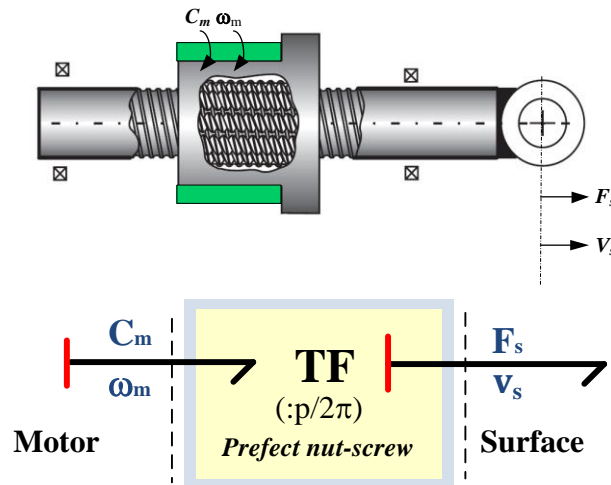 Cm ωm
Fs
Vs
Cm
ωm
TF
(:p/2π)
Prefect nut-screw
Fs
vs
Motor
Surface